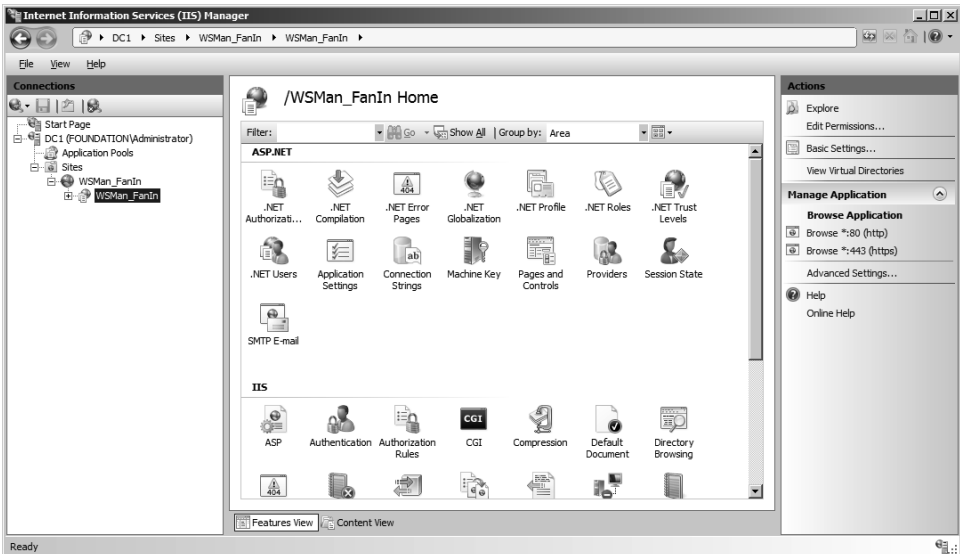 Internet Information Services (IIS) Manager
DC1 Sites WSMan_FanIn WSMan_FanIn
File View Help
Connections
Start Page
DC1 (FOUNDATION\Administrator)
Application Pools
Sites
WSMan_FanIn
WSMan_FanIn
/WSMan_FanIn Home
Filter: Go Show All Group by: Area
ASP.NET
.NET Authorizati...
.NET Compilation
.NET Error Pages
.NET Globalization
.NET Profile
.NET Roles
.NET Trust Levels
.NET Users
Application Settings
Connection Strings
Machine Key
Pages and Controls
Providers
Session State
SMTP E-mail
IIS
ASP
Authentication
Authorization Rules
CGI
CGI
Compression
Default Document
Directory Browsing
404
404
ab
Features View
Content View
Actions
Explore
Edit Permissions...
Basic Settings...
View Virtual Directories
Manage Application
Browse Application
Browse *:80 (http)
Browse *:443 (https)
Advanced Settings...
Help
Online Help
Ready